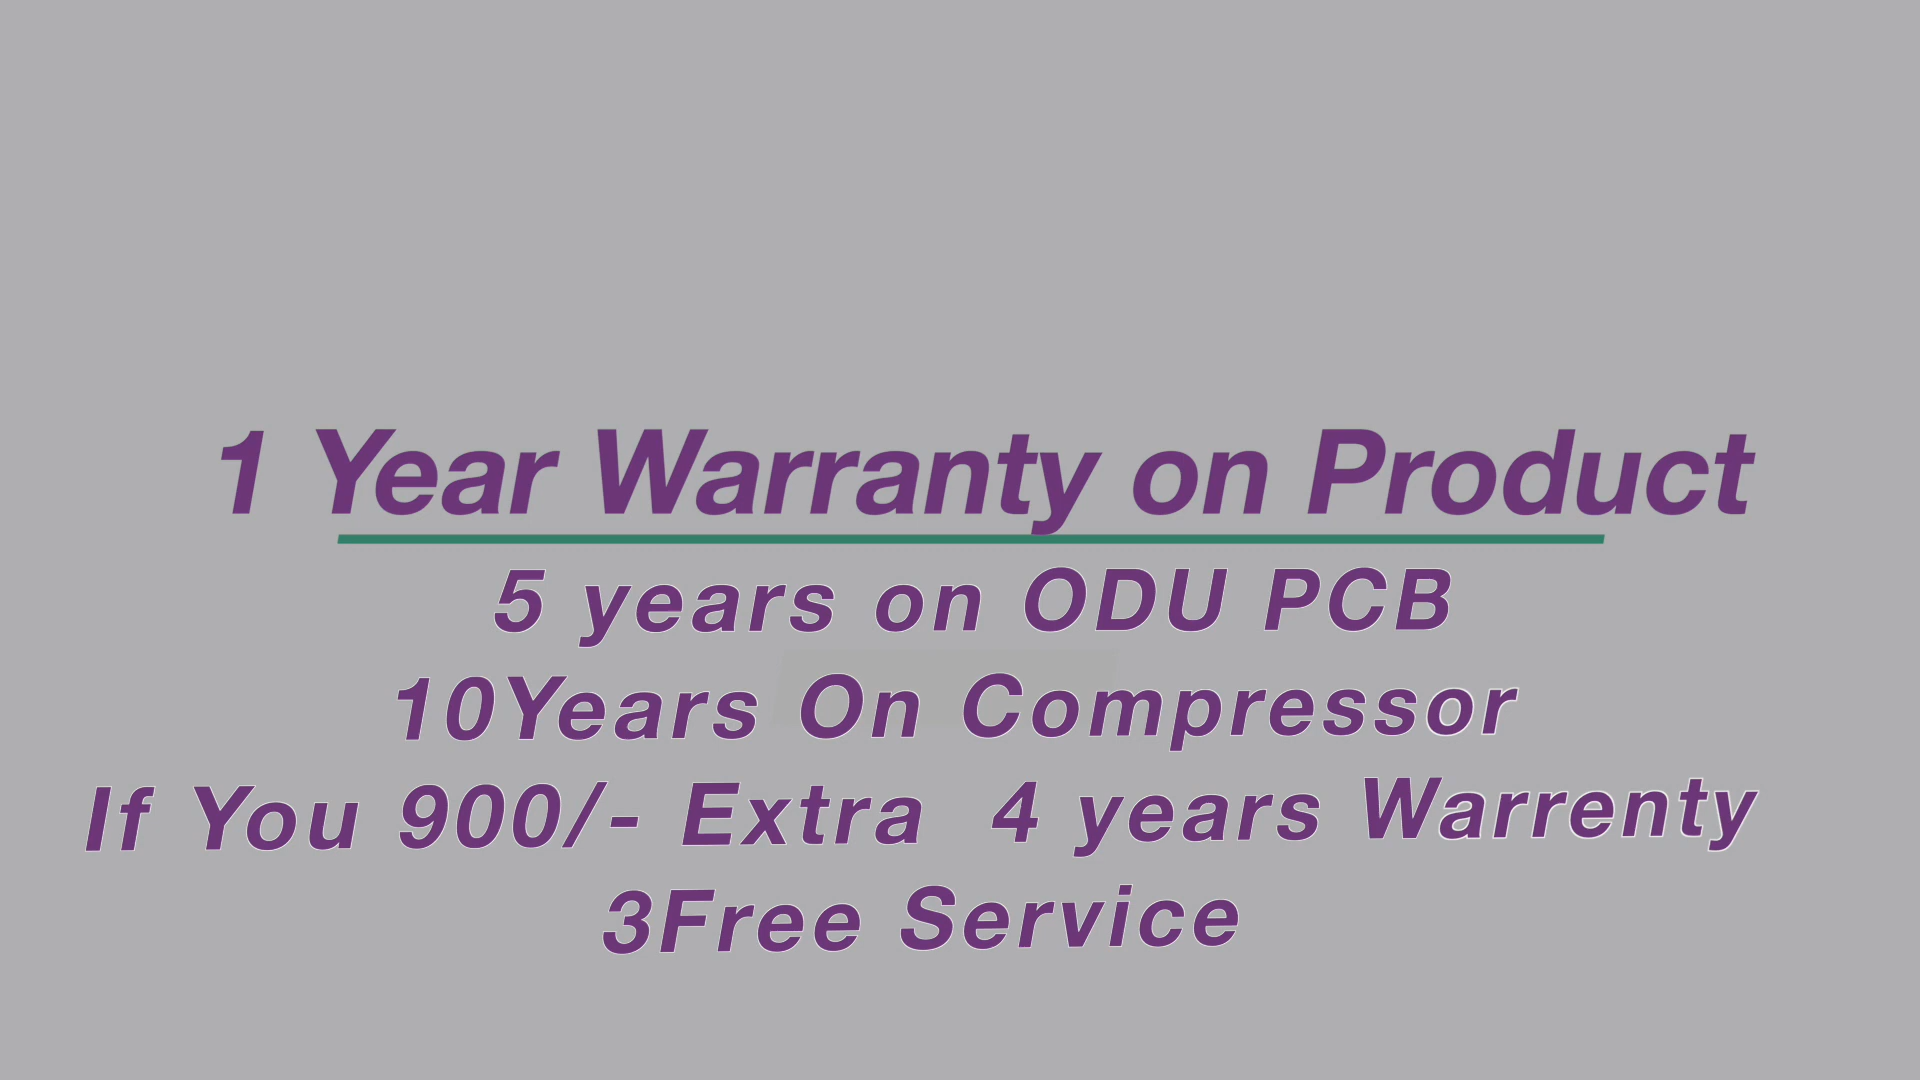 1 Year Warranty on Product
5 years on ODU PCB
10Years On Compressor
If You 900/- Extra 4 years Warrenty
3Free Service